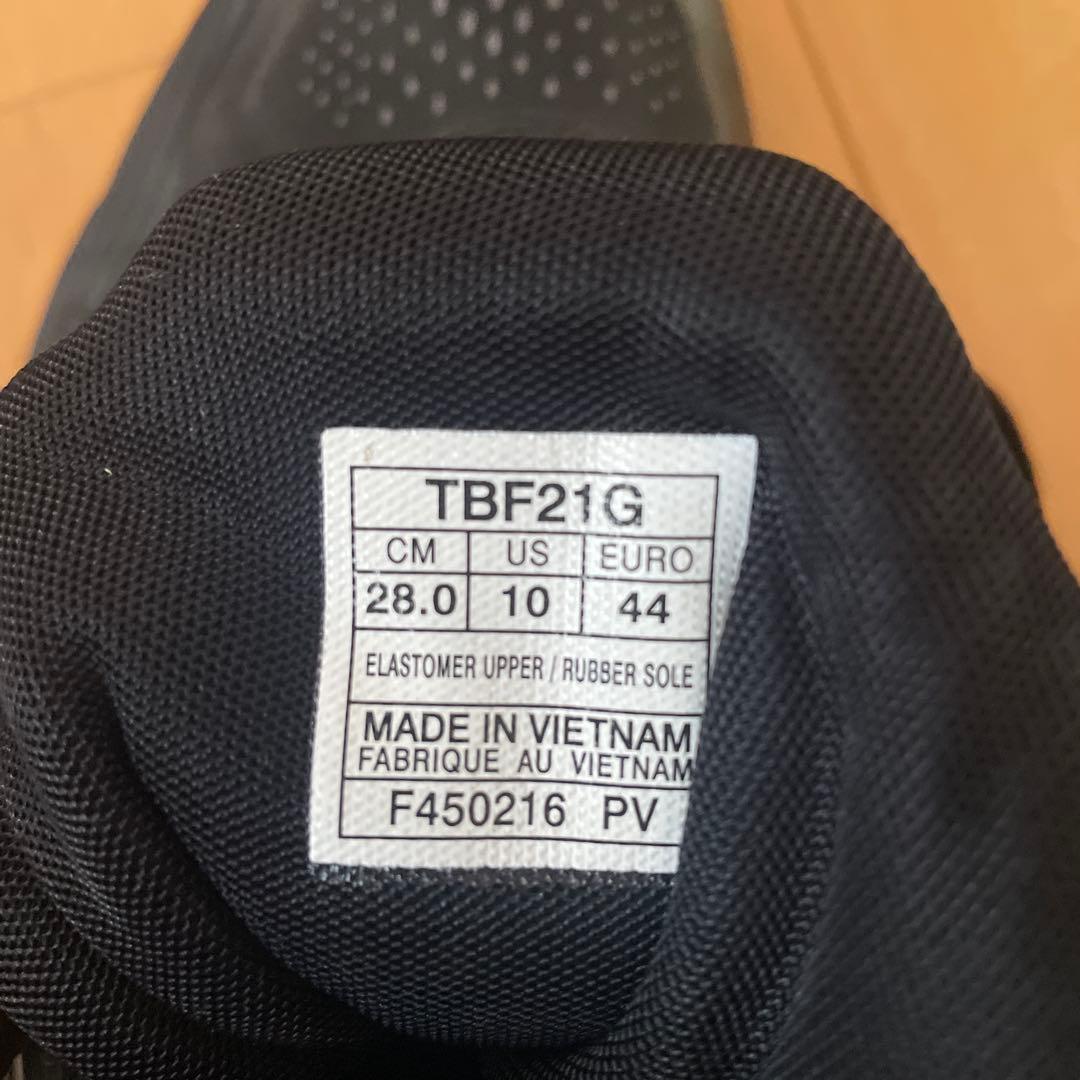 TBF21G
CM US EURO
28.0 10 44
ELASTOMER UPPER / RUBBER SOLE
MADE IN VIETNAM
FABRIQUE AU VIETNAM
F450216 PV